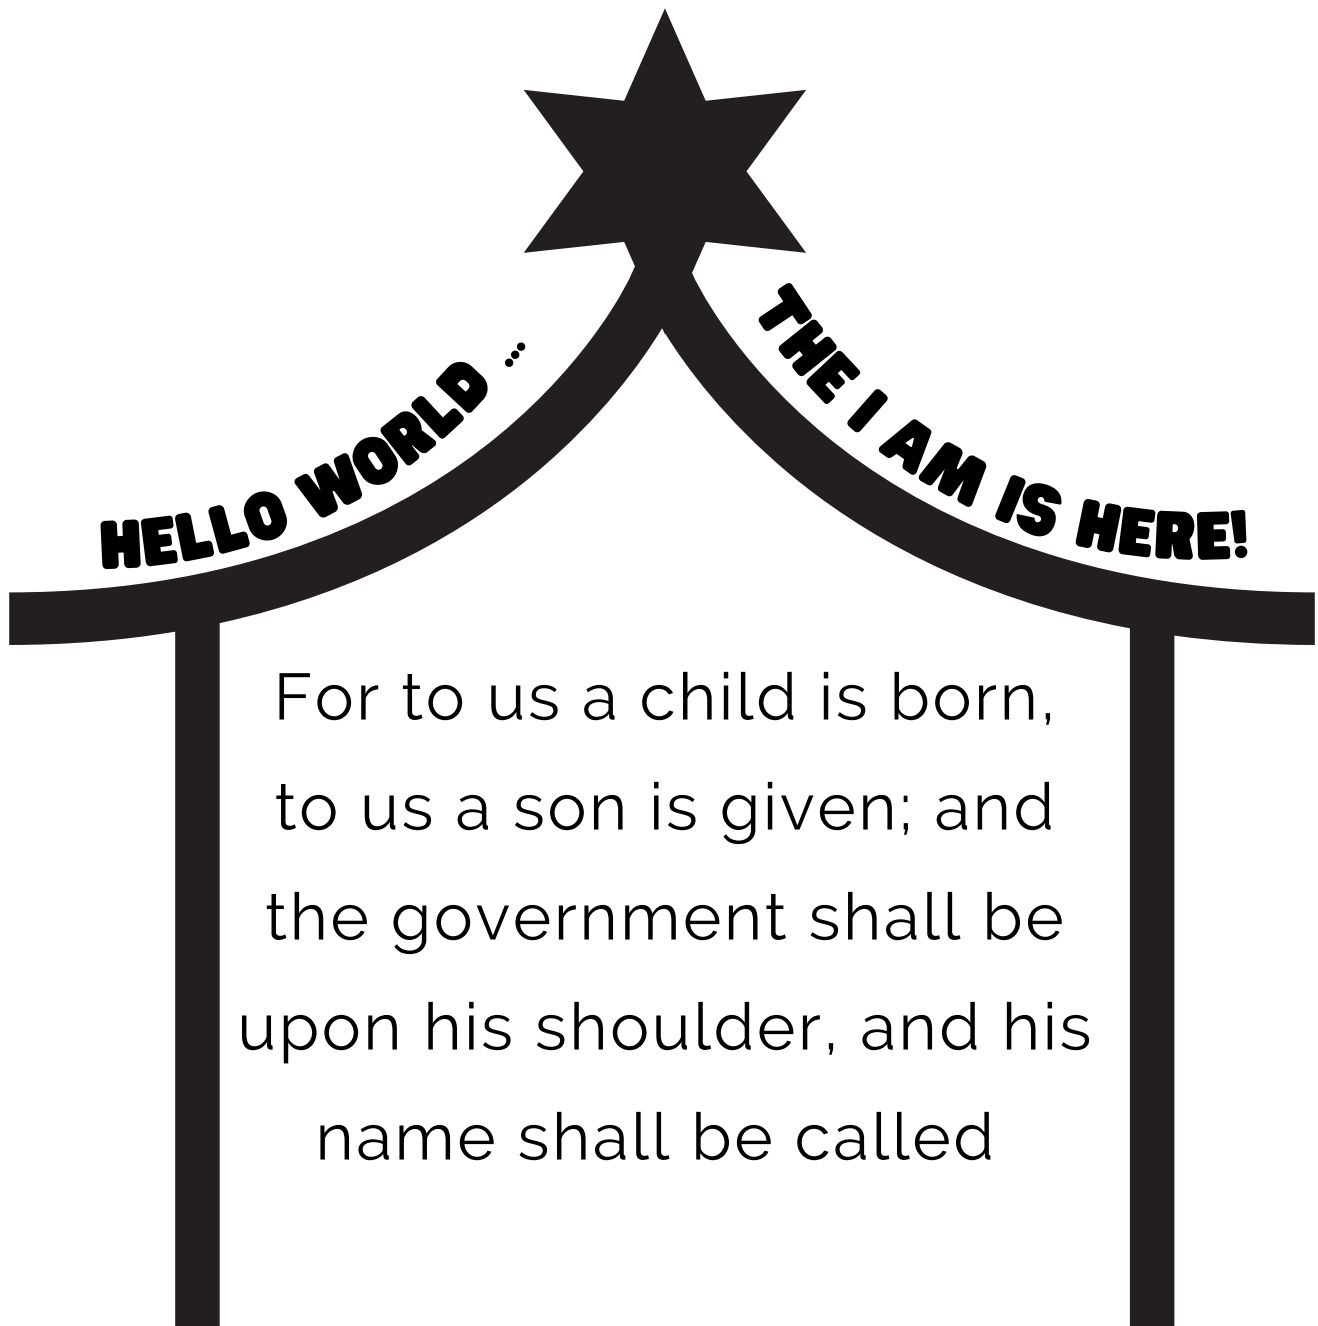 HELLO WORLD ...
THE I AM IS HERE!
For to us a child is born,
to us a son is given; and
the government shall be
upon his shoulder, and his
name shall be called